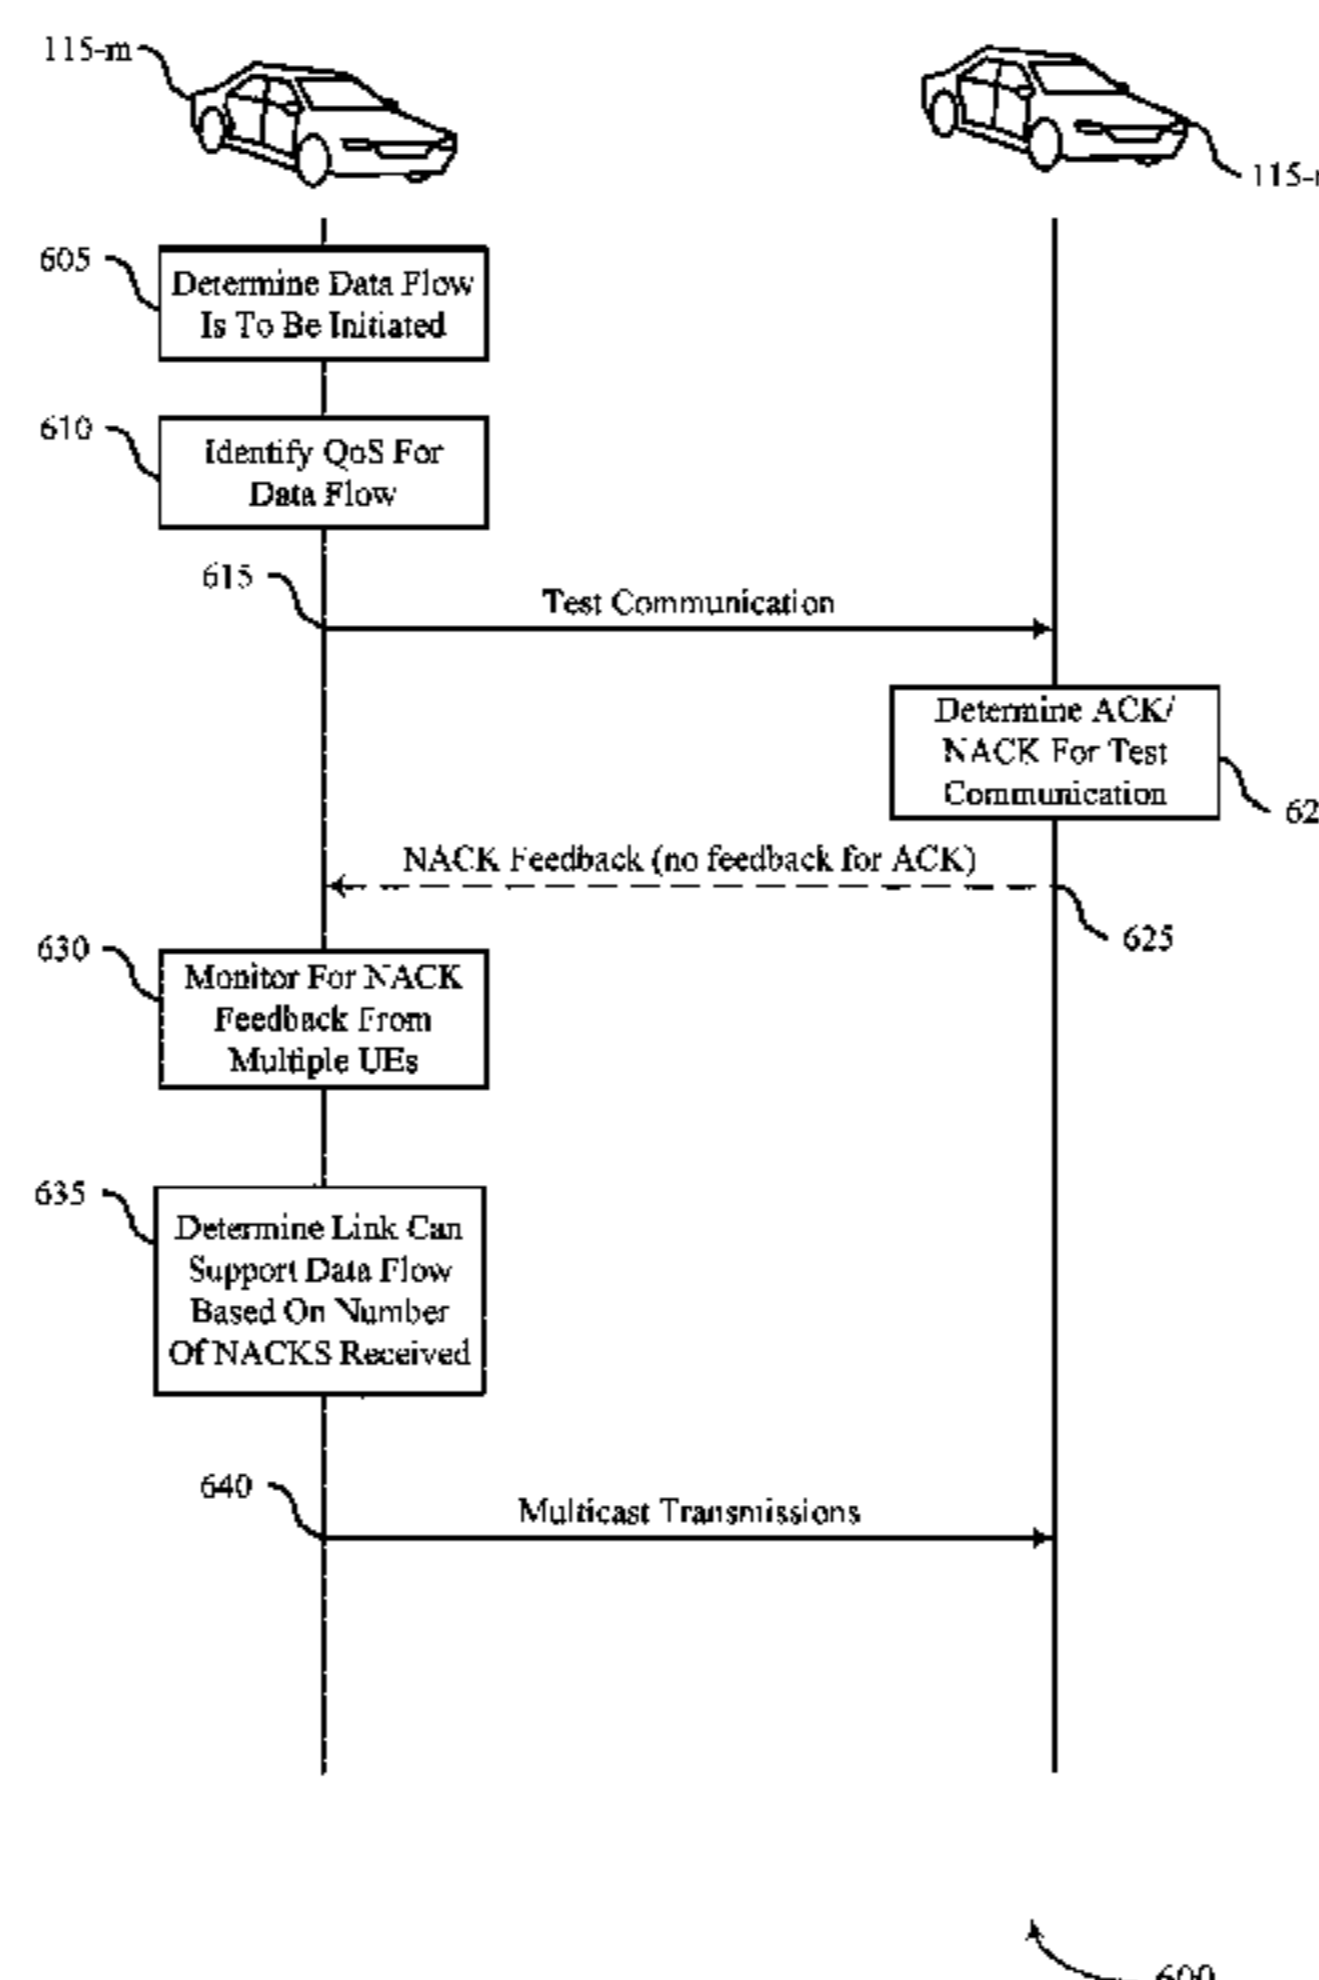 115-m
605
Determine Data Flow
Is To Be Initiated
610
Identify QoS For
Data Flow
615
Test Communication
Determine ACK/
NACK For Test
Communication
NACK Feedback (no feedback for ACK)
625
630
Monitor For NACK
Feedback From
Multiple UEs
635
Determine Link Can
Support Data Flow
Based On Number
Of NACKS Received
640
Multicast Transmissions
600